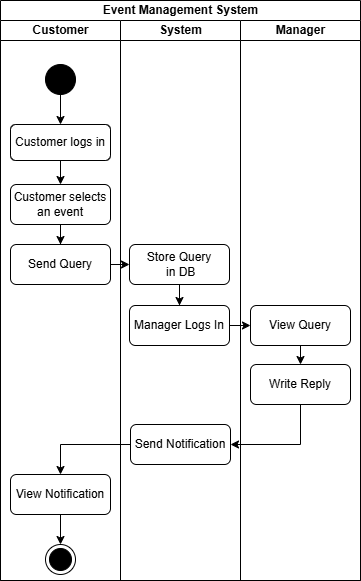 Event Management System
Customer
System
Manager
Customer logs in
Customer selects
an event
Send Query
Store Query
in DB
Manager Logs In
View Query
Write Reply
Send Notification
View Notification